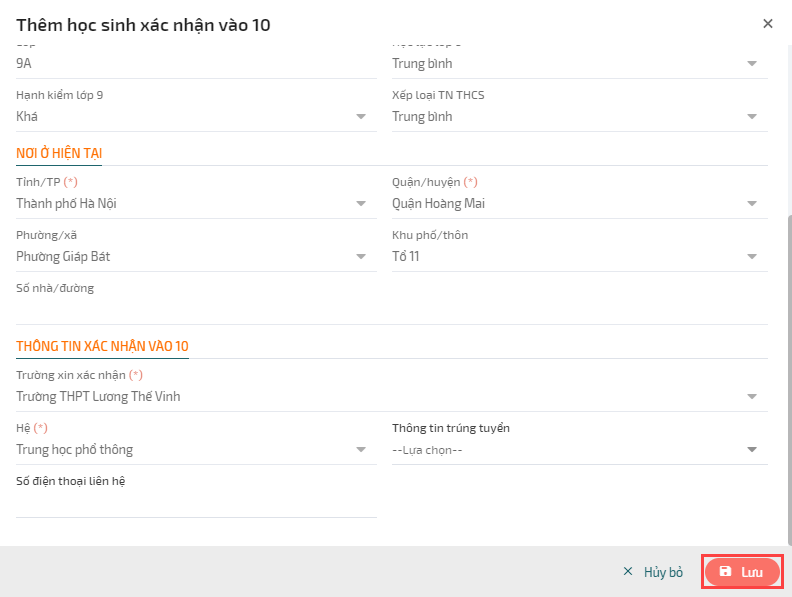 Thêm học sinh xác nhận vào 10
9A
Trung bình
Hạnh kiểm lớp 9
Xếp loại TN THCS
Khá
Trung bình
NƠI Ở HIỆN TẠI
Tỉnh/TP (*)
Quận/huyện (*)
Thành phố Hà Nội
Quận Hoàng Mai
Phường/xã
Khu phố/thôn
Phường Giáp Bát
Tổ 11
Số nhà/đường
THÔNG TIN XÁC NHẬN VÀO 10
Trường xin xác nhận (*)
Trường THPT Lương Thế Vinh
Hệ (*)
Thông tin trúng tuyển
Trung học phổ thông
--Lựa chọn--
Số điện thoại liên hệ
Hủy bỏ
Lưu